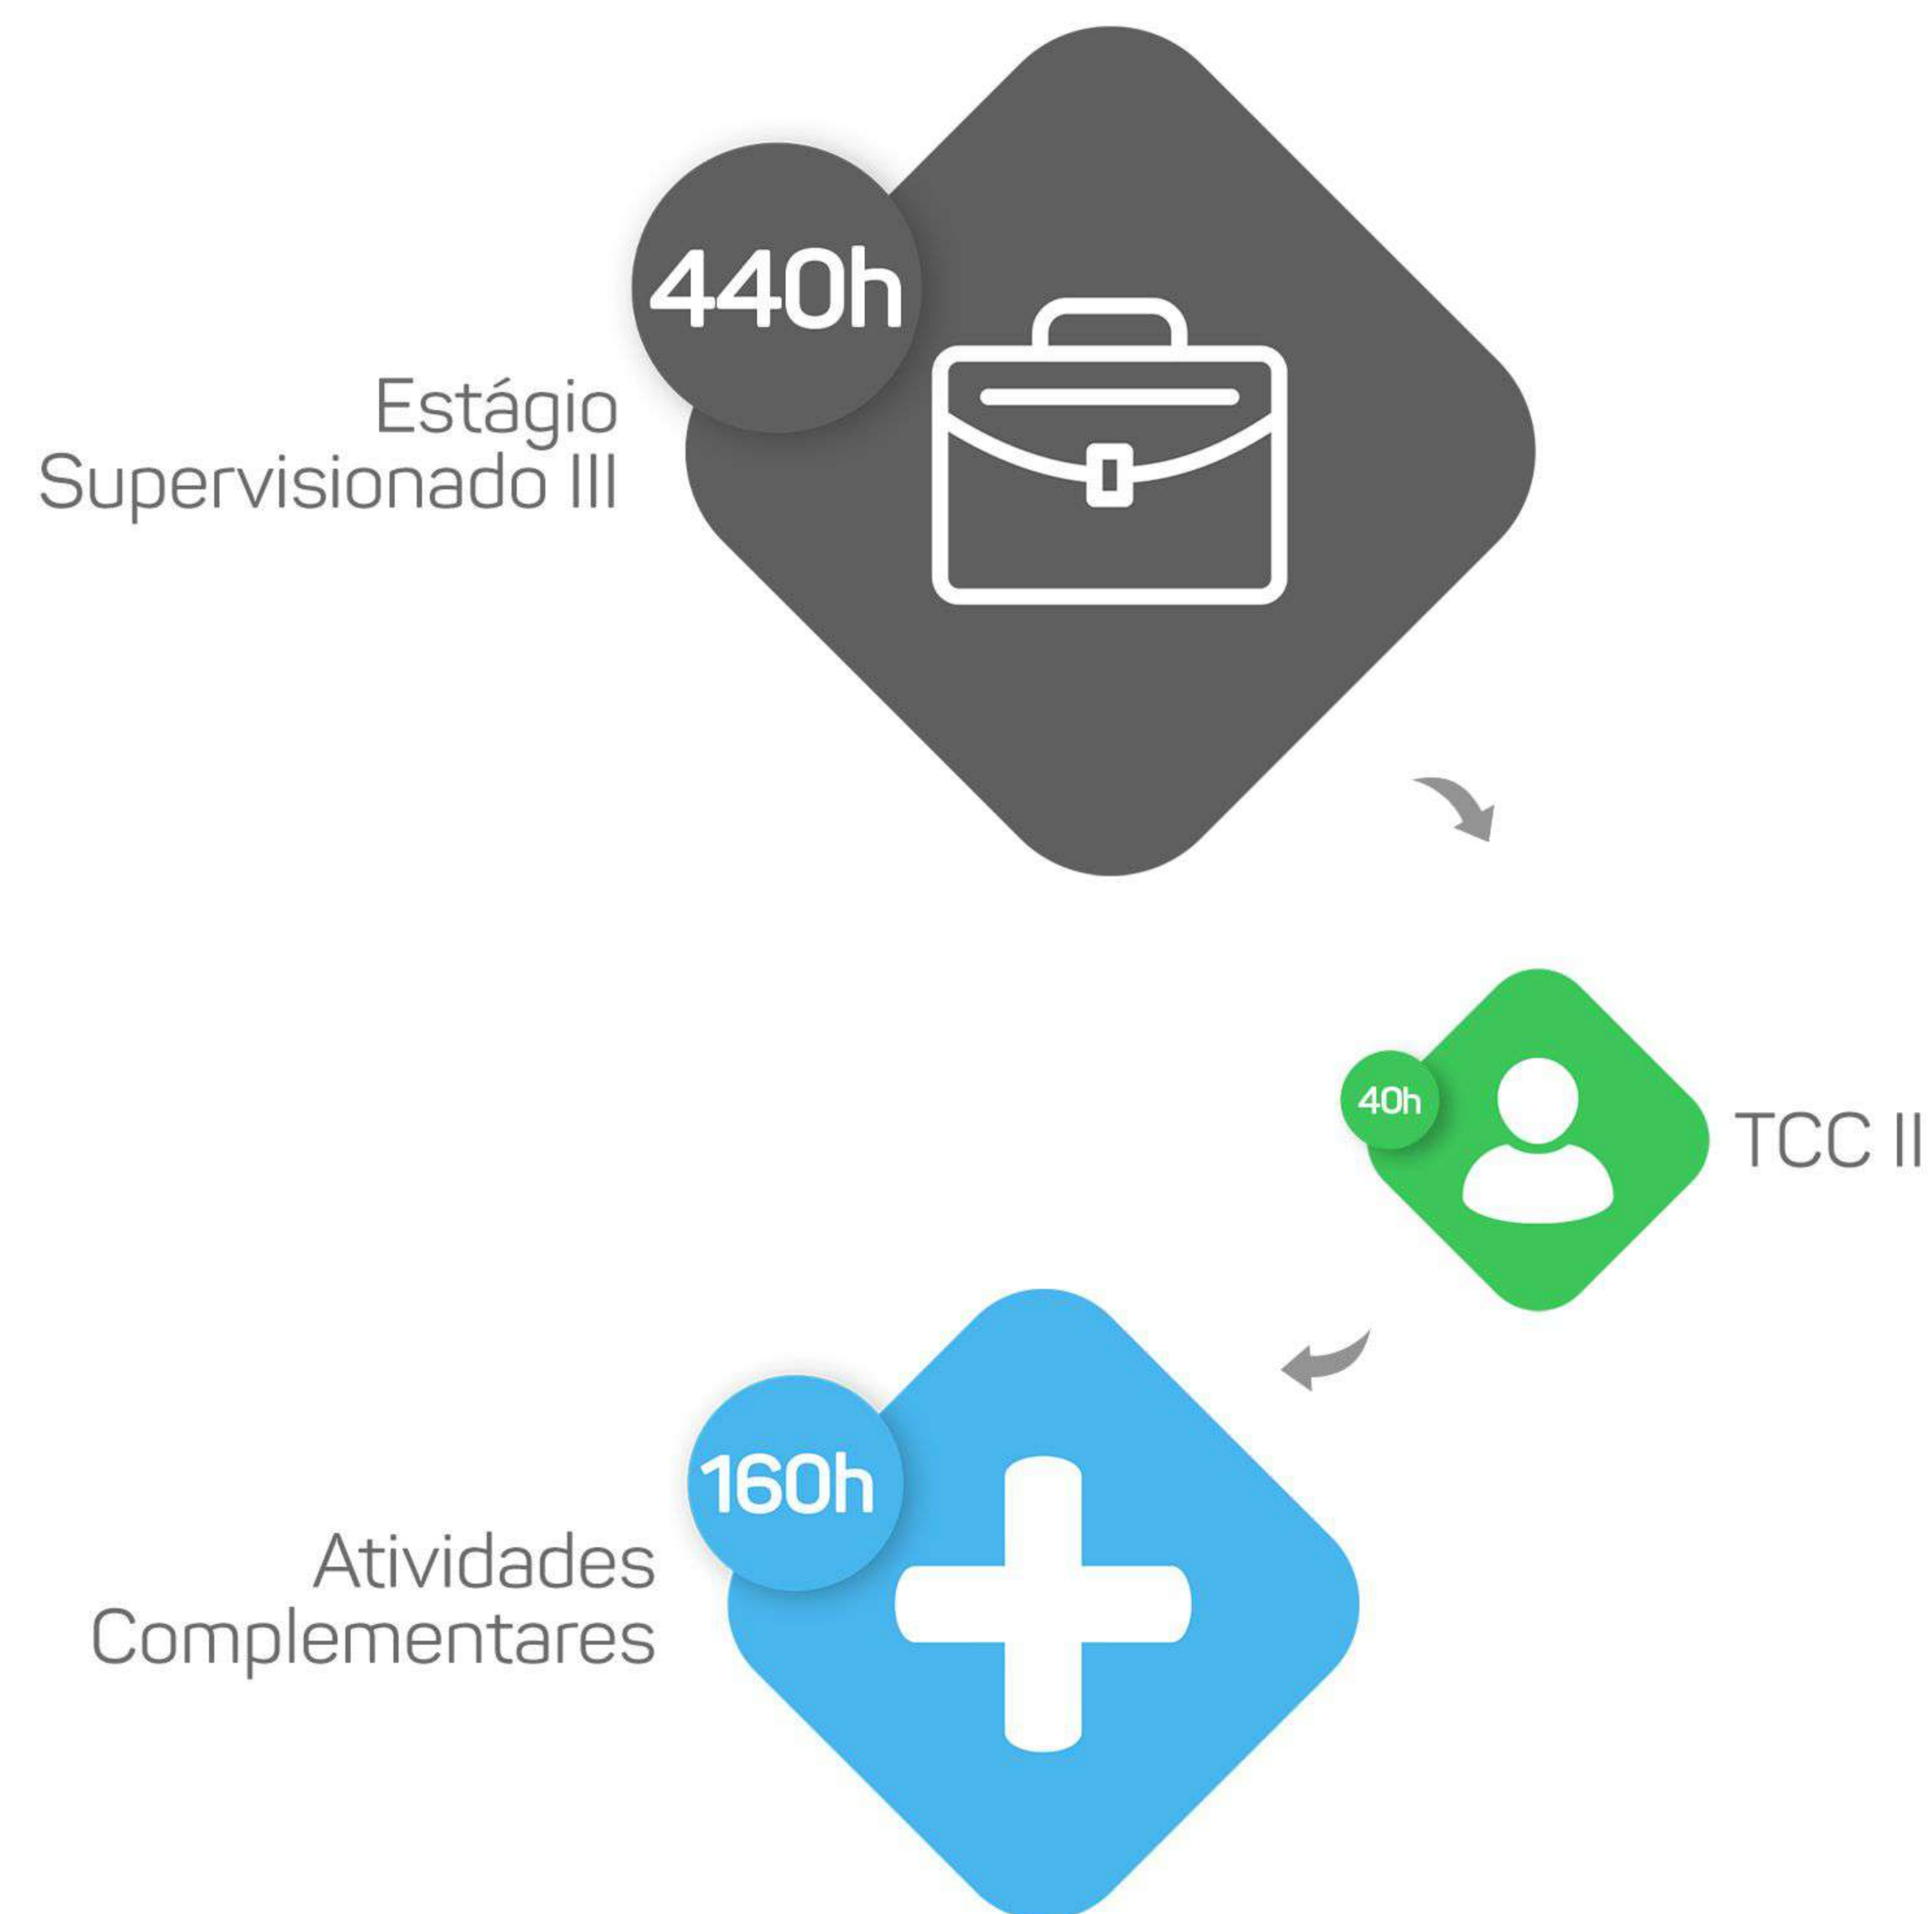 440h
Estágio
Supervisionado III
40h
TCC II
160h
Atividades
Complementares